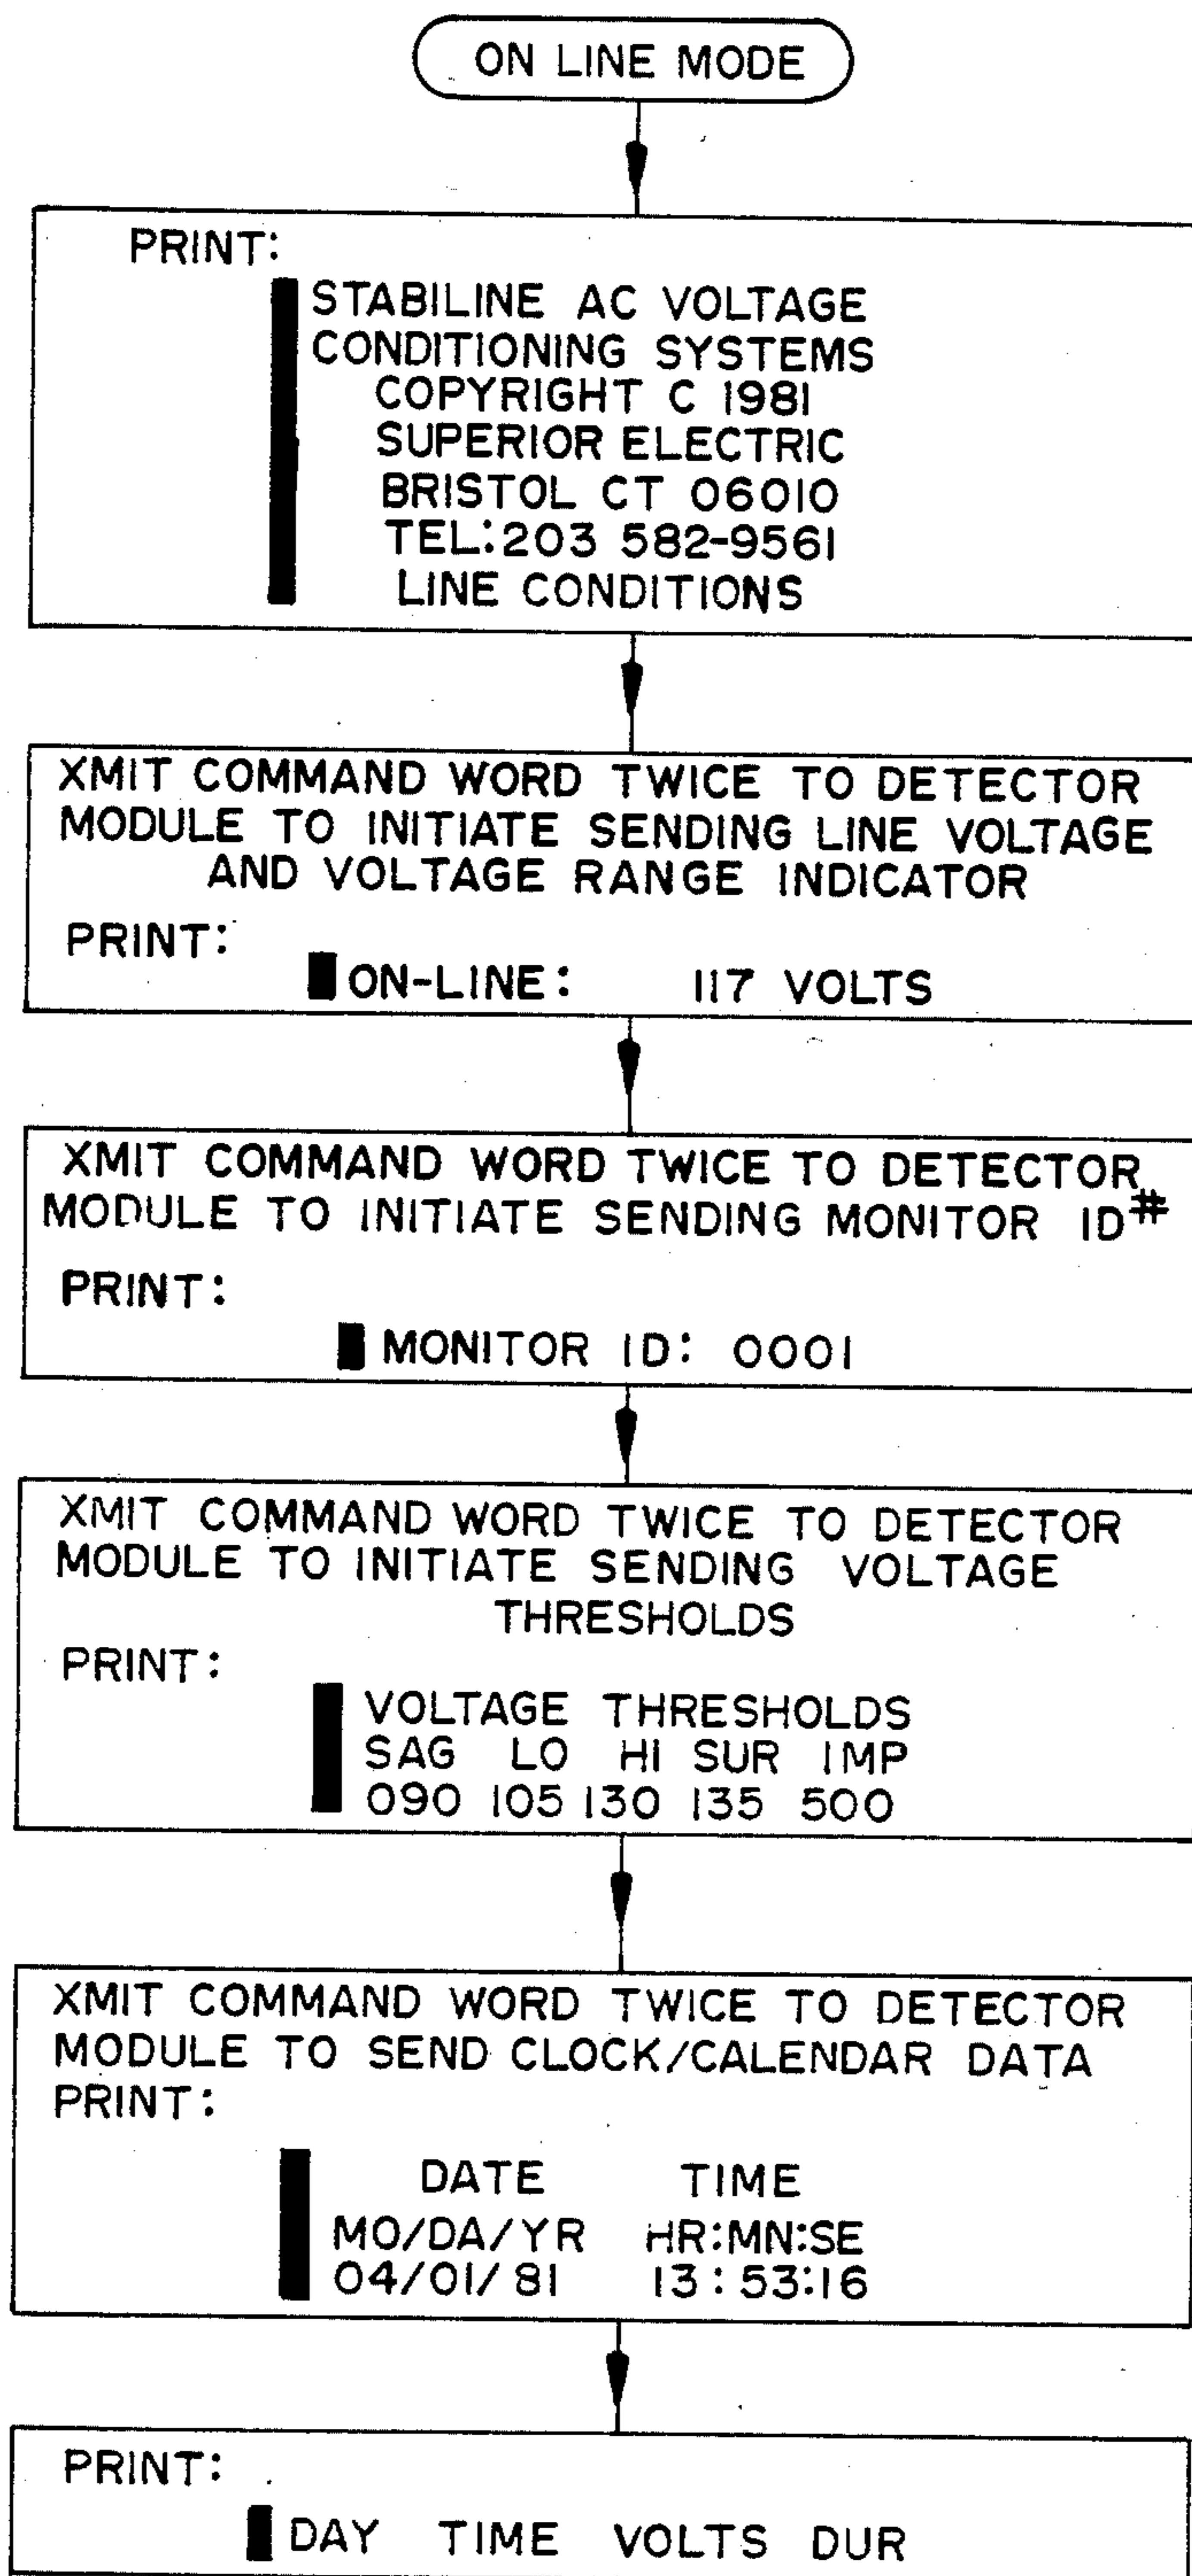 ON LINE MODE
PRINT:
STABILINE AC VOLTAGE
CONDITIONING SYSTEMS
COPYRIGHT C 1981
SUPERIOR ELECTRIC
BRISTOL CT 06010
TEL:203 582-9561
LINE CONDITIONS
XMIT COMMAND WORD TWICE TO DETECTOR
MODULE TO INITIATE SENDING LINE VOLTAGE
AND VOLTAGE RANGE INDICATOR
PRINT:
ON-LINE: 117 VOLTS
XMIT COMMAND WORD TWICE TO DETECTOR
MODULE TO INITIATE SENDING MONITOR ID#
PRINT:
MONITOR ID: 0001
XMIT COMMAND WORD TWICE TO DETECTOR
MODULE TO INITIATE SENDING VOLTAGE
THRESHOLDS
PRINT:
VOLTAGE THRESHOLDS
SAG LO HI SUR IMP
090 105 130 135 500
XMIT COMMAND WORD TWICE TO DETECTOR
MODULE TO SEND CLOCK/CALENDAR DATA
PRINT:
DATE TIME
MO/DA/YR HR:MN:SE
04/01/81 13:53:16
PRINT:
DAY TIME VOLTS DUR